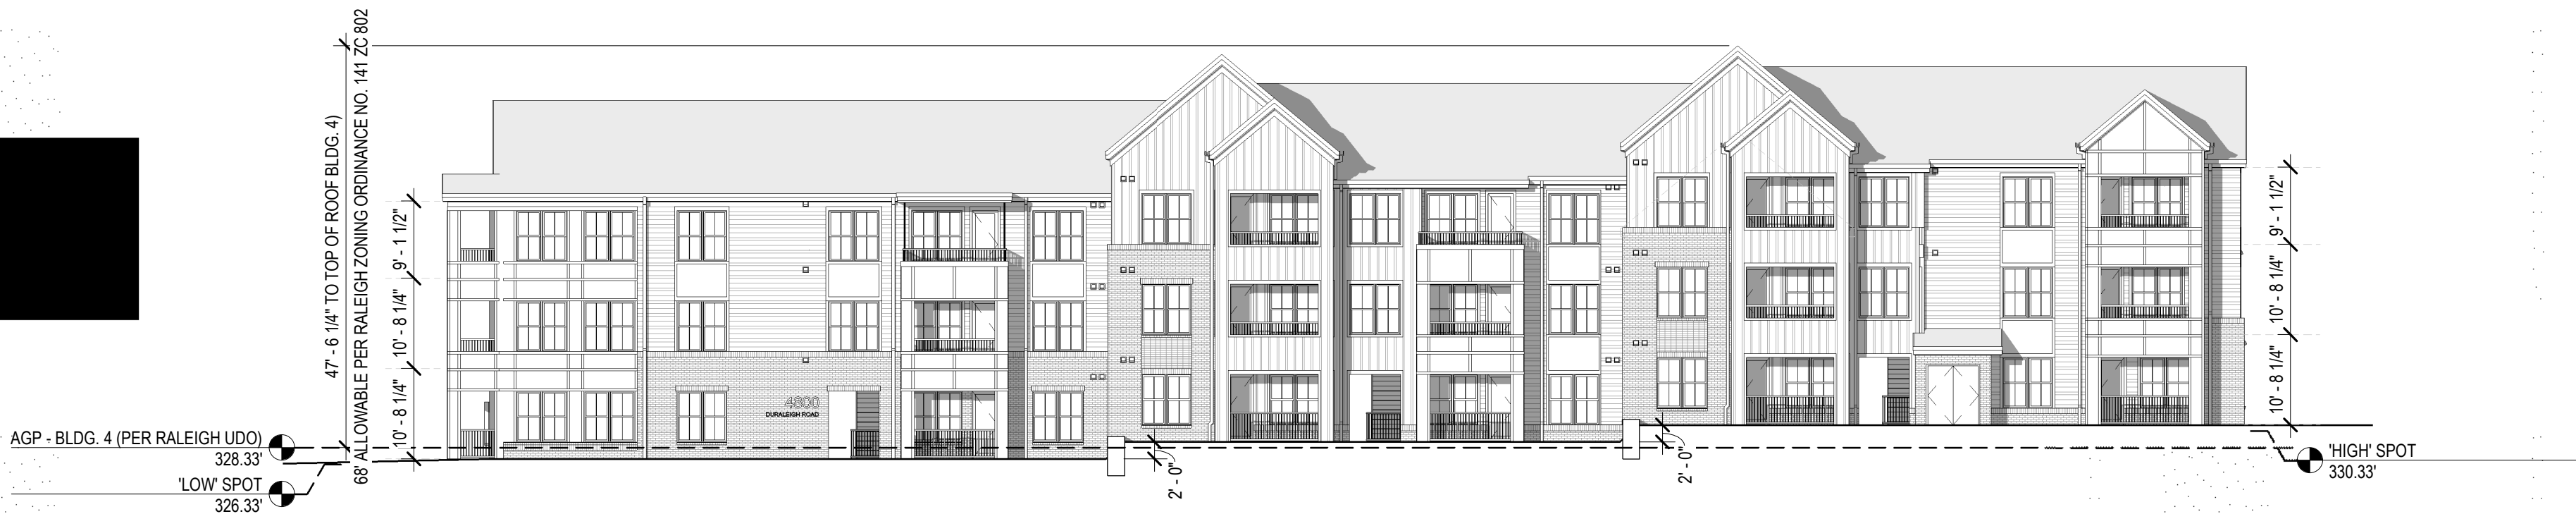 47' - 6 1/4" TO TOP OF ROOF BLDG. 4)
68' ALLOWABLE PER RALEIGH ZONING ORDINANCE NO. 141 ZC 802
9' - 1 1/2"
10' - 8 1/4"
10' - 8 1/4"
AGP - BLDG. 4 (PER RALEIGH UDO)
328.33'
'LOW' SPOT
326.33'
4800
DURALEIGH ROAD
2' - 0"
2' - 0"
9' - 1 1/2"
10' - 8 1/4"
10' - 8 1/4"
'HIGH' SPOT
330.33'